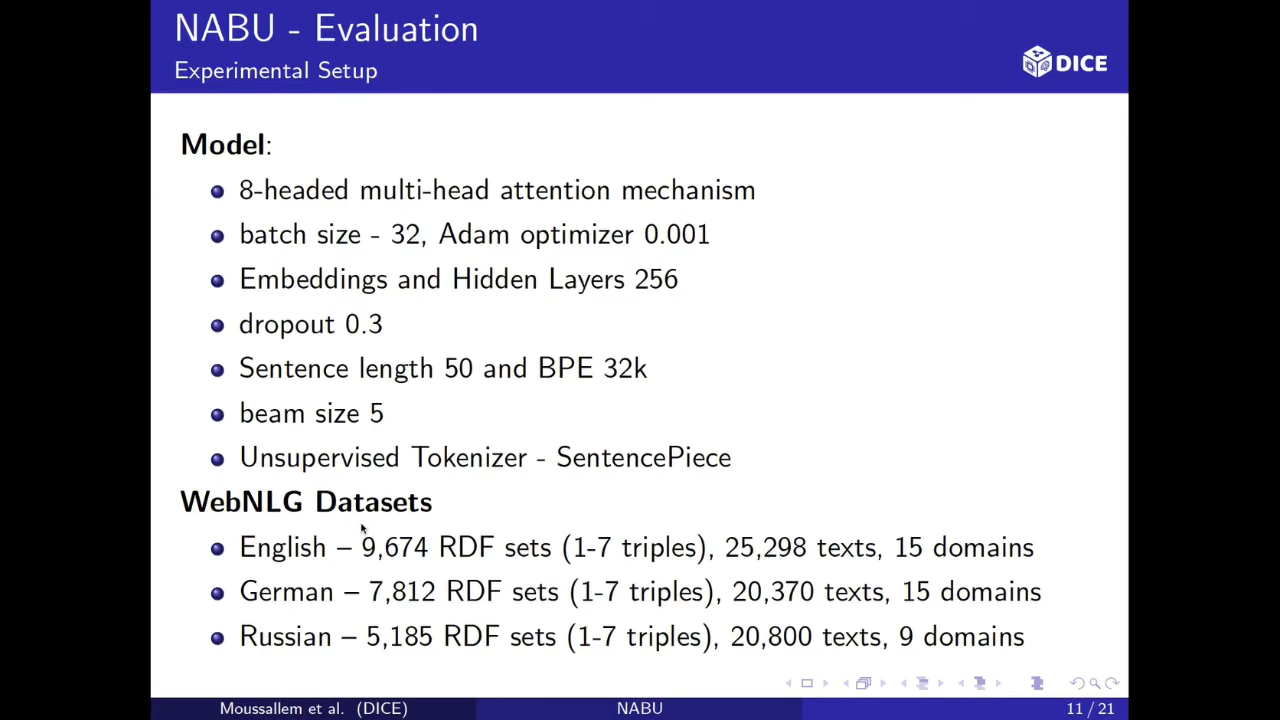 NABU - Evaluation
Experimental Setup
DICE
Model:
8-headed multi-head attention mechanism
batch size - 32, Adam optimizer 0.001
Embeddings and Hidden Layers 256
dropout 0.3
Sentence length 50 and BPE 32k
beam size 5
Unsupervised Tokenizer - SentencePiece
WebNLG Datasets
English – 9,674 RDF sets (1-7 triples), 25,298 texts, 15 domains
German – 7,812 RDF sets (1-7 triples), 20,370 texts, 15 domains
Russian – 5,185 RDF sets (1-7 triples), 20,800 texts, 9 domains
Moussallem et al. (DICE) NABU 11 / 21